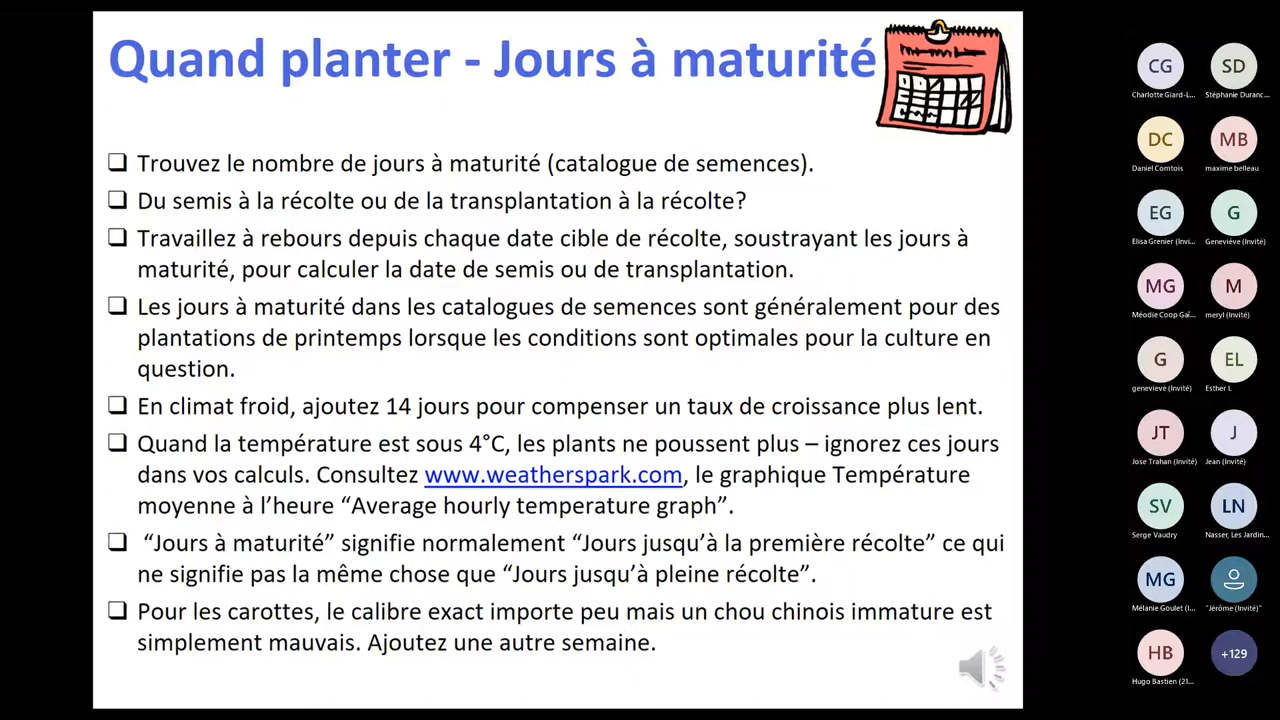 Quand planter - Jours à maturité
❑ Trouvez le nombre de jours à maturité (catalogue de semences).
❑ Du semis à la récolte ou de la transplantation à la récolte?
❑ Travaillez à rebours depuis chaque date cible de récolte, soustrayant les jours à
maturité, pour calculer la date de semis ou de transplantation.
❑ Les jours à maturité dans les catalogues de semences sont généralement pour des
plantations de printemps lorsque les conditions sont optimales pour la culture en
question.
❑ En climat froid, ajoutez 14 jours pour compenser un taux de croissance plus lent.
❑ Quand la température est sous 4°C, les plants ne poussent plus – ignorez ces jours
dans vos calculs. Consultez www.weatherspark.com, le graphique Température
moyenne à l’heure “Average hourly temperature graph”.
❑ “Jours à maturité” signifie normalement “Jours jusqu’à la première récolte” ce qui
ne signifie pas la même chose que “Jours jusqu’à pleine récolte”.
❑ Pour les carottes, le calibre exact importe peu mais un chou chinois immature est
simplement mauvais. Ajoutez une autre semaine.
CG SD
Charlotte Giard-L... Stéphanie Duranc...
DC MB
Daniel Comtois maxime belleau
EG G
Elisa Grenier (Invi... Geneviève (Invité)
MG M
Méodie Coop Gaï... meryl (Invité)
G EL
genevieve (Invité) Esther L
JT J
Jose Trahan (Invité) Jean (Invité)
SV LN
Serge Vaudry Nasser, Les Jardin...
MG
Mélanie Goulet (I... "Jérôme (Invité)"
HB +129
Hugo Bastien (21...